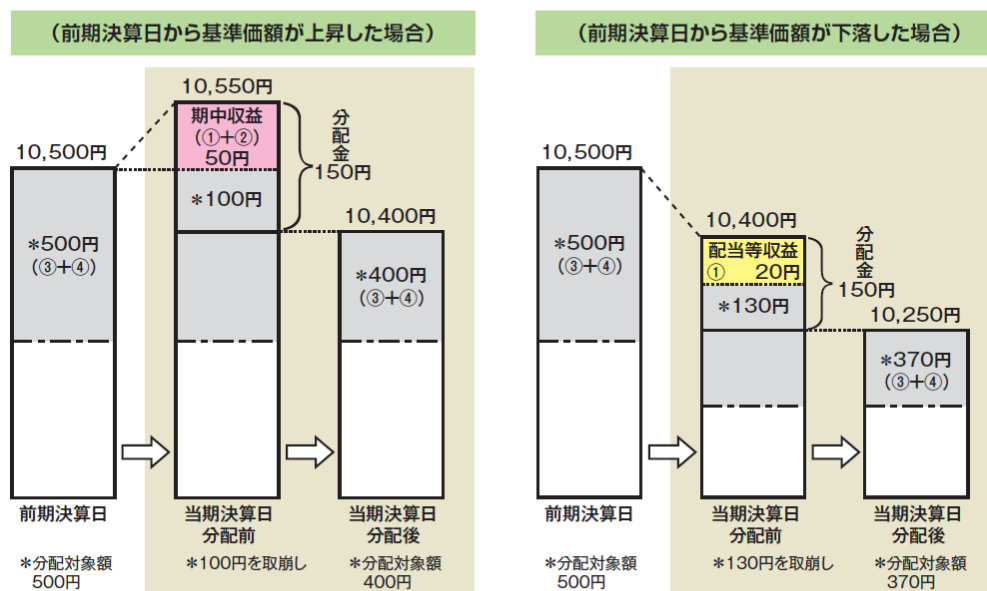 （前期決算日から基準価額が上昇した場合）
10,500円
＊500円
（③＋④）
前期決算日
＊分配対象額
500円
10,550円
期中収益
（①＋②）
50円
＊100円
分配金
150円
当期決算日
分配前
＊100円を取崩し
10,400円
＊400円
（③＋④）
当期決算日
分配後
＊分配対象額
400円
（前期決算日から基準価額が下落した場合）
10,500円
＊500円
（③＋④）
前期決算日
＊分配対象額
500円
10,400円
配当等収益
① 20円
＊130円
分配金
150円
当期決算日
分配前
＊130円を取崩し
10,250円
＊370円
（③＋④）
当期決算日
分配後
＊分配対象額
370円